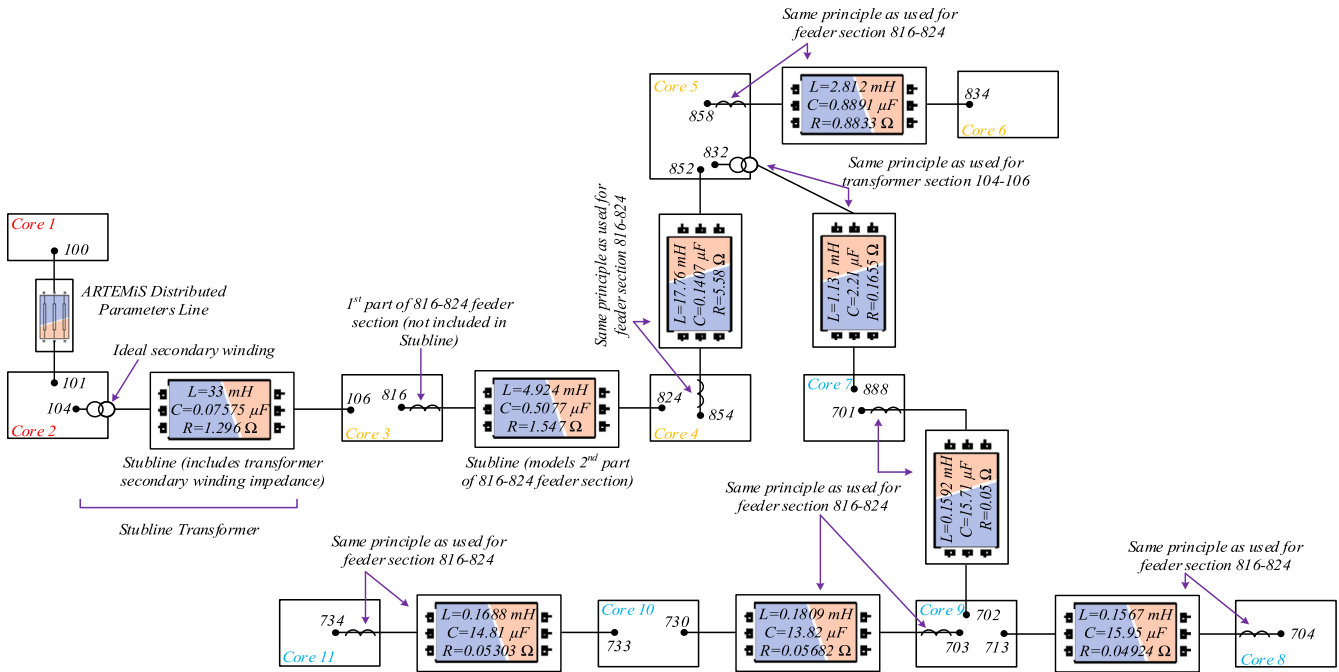 Same principle as used for
feeder section 816-824
Core 5
858
L=2.812 mH
C=0.8891 µF
R=0.8833 Ω
834
Core 6
832
852
Same principle as used for
transformer section 104-106
Same principle as used for
feeder section 816-824
L=17.76 mH
C=0.1407 µF
R=5.58 Ω
L=1.131 mH
C=2.21 µF
R=0.1655 Ω
Core 1
100
ARTEMiS Distributed
Parameters Line
1st part of 816-824 feeder
section (not included in
Stubline)
Ideal secondary winding
101
104
Core 2
L=33 mH
C=0.07575 µF
R=1.296 Ω
106
816
Core 3
L=4.924 mH
C=0.5077 µF
R=1.547 Ω
824
854
Core 4
Core 7
888
701
Stubline (includes transformer
secondary winding impedance)
Stubline (models 2nd part
of 816-824 feeder section)
Stubline Transformer
Same principle as used for
feeder section 816-824
L=0.1592 mH
C=15.71 µF
R=0.05 Ω
Same principle as used for
feeder section 816-824
Same principle as used for
feeder section 816-824
734
Core 11
L=0.1688 mH
C=14.81 µF
R=0.05303 Ω
Core 10
733
730
L=0.1809 mH
C=13.82 µF
R=0.05682 Ω
Core 9
702
703
713
L=0.1567 mH
C=15.95 µF
R=0.04924 Ω
704
Core 8